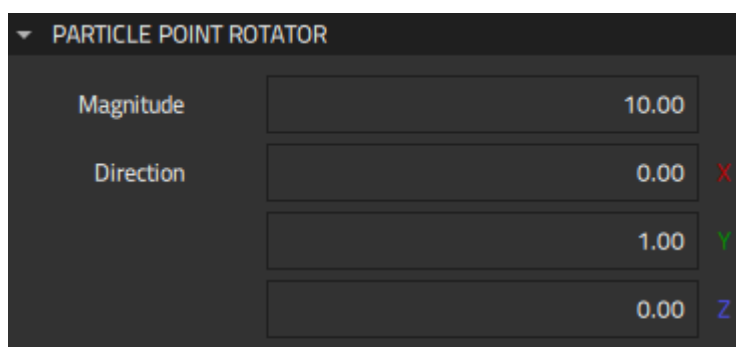 PARTICLE POINT ROTATOR
Magnitude 10.00
Direction 0.00 X
1.00 Y
0.00 Z